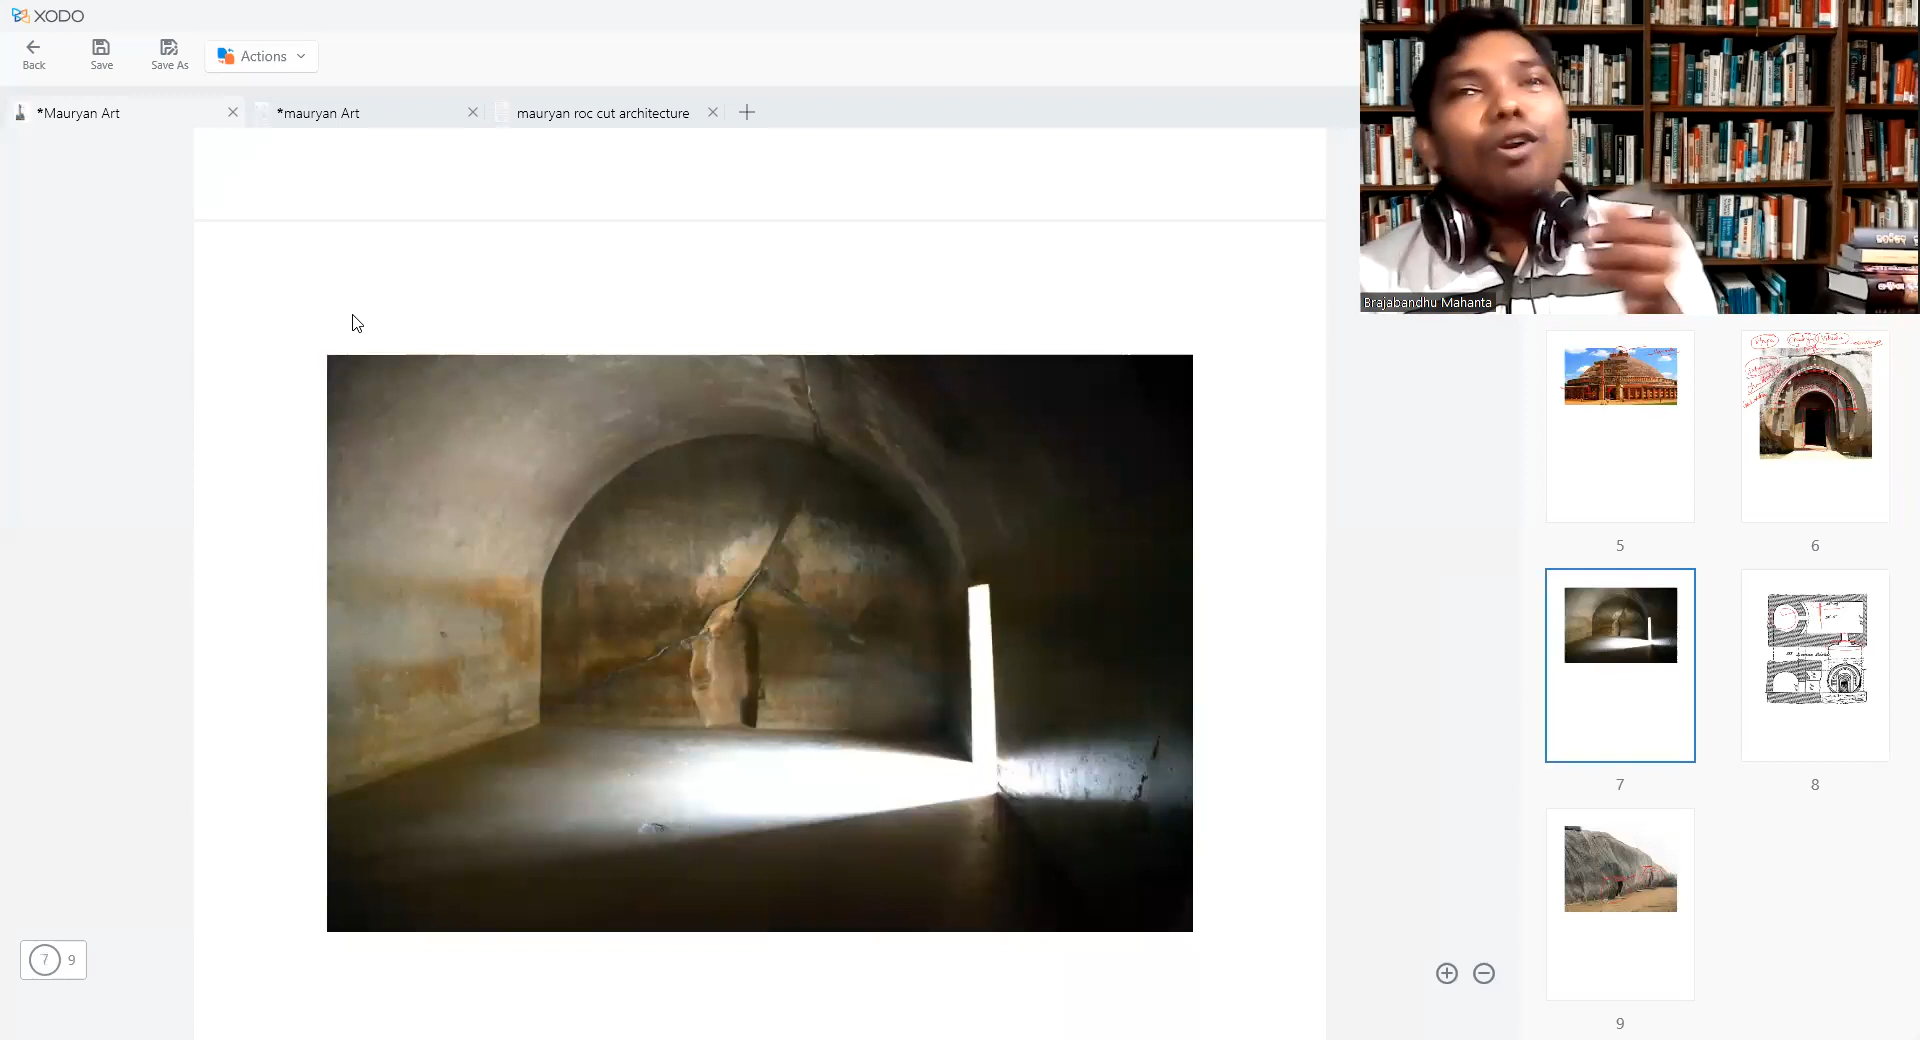 XODO
Back
Save
Save As
Actions
*Mauryan Art
*mauryan Art
mauryan roc cut architecture
Brajabandhu Mahanta
5
6
7
8
9
7 9